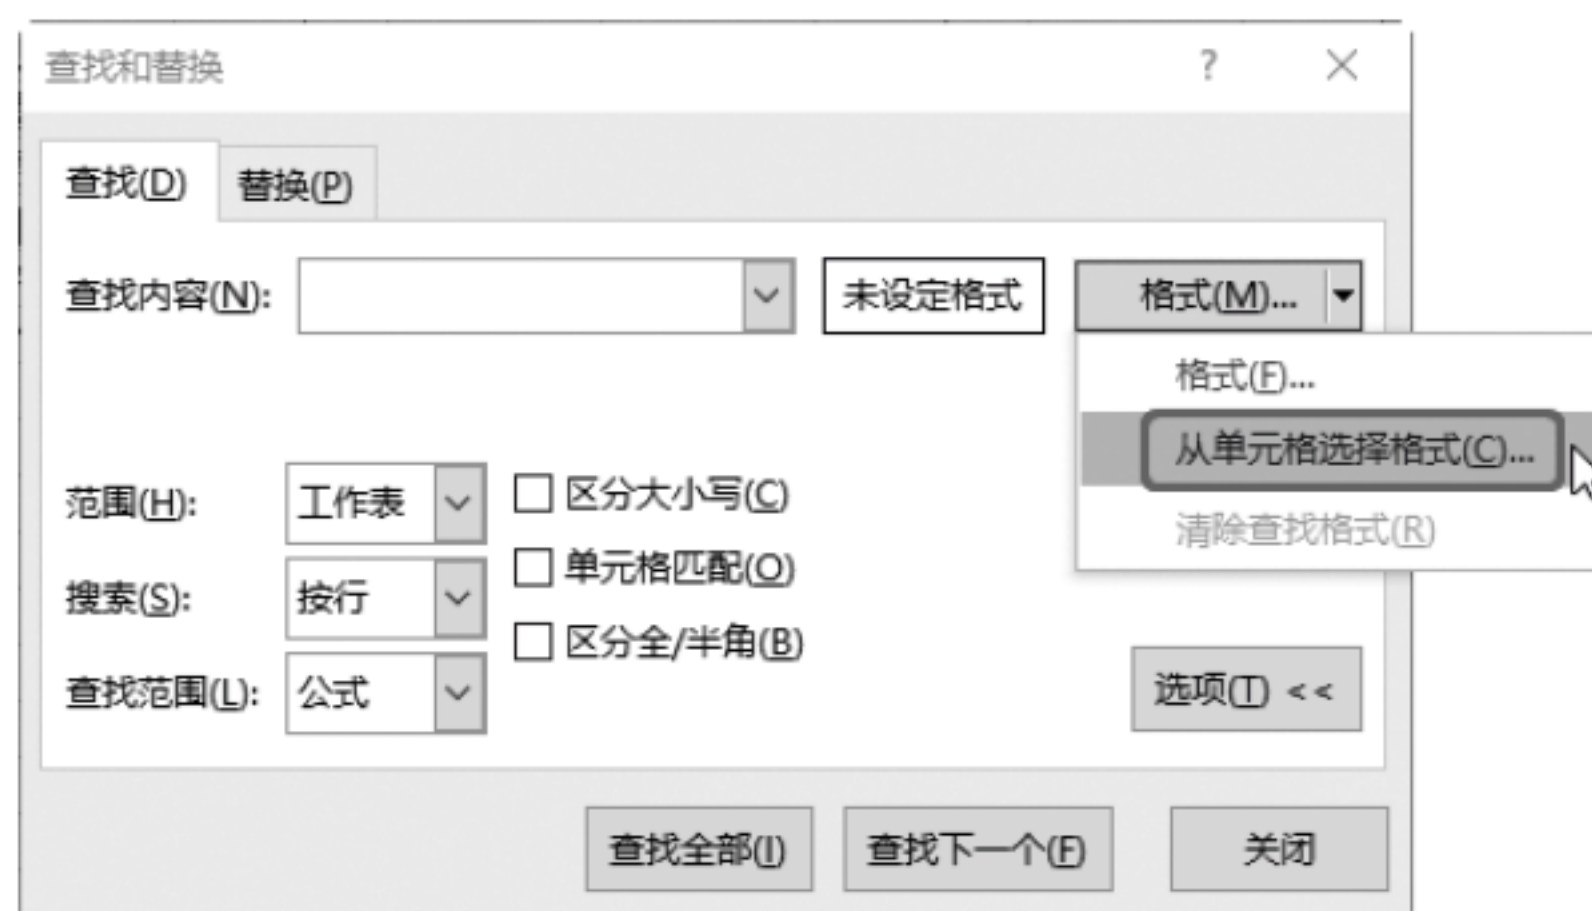 查找和替换 ?
查找(D) 替换(P)
查找内容(N): 未设定格式 格式(M)...
格式(F)...
从单元格选择格式(C)...
清除查找格式(R)
范围(H): 工作表 区分大小写(C)
单元格匹配(O)
搜索(S): 按行
区分全/半角(B)
查找范围(L): 公式 选项(T) <<
查找全部(I) 查找下一个(F) 关闭